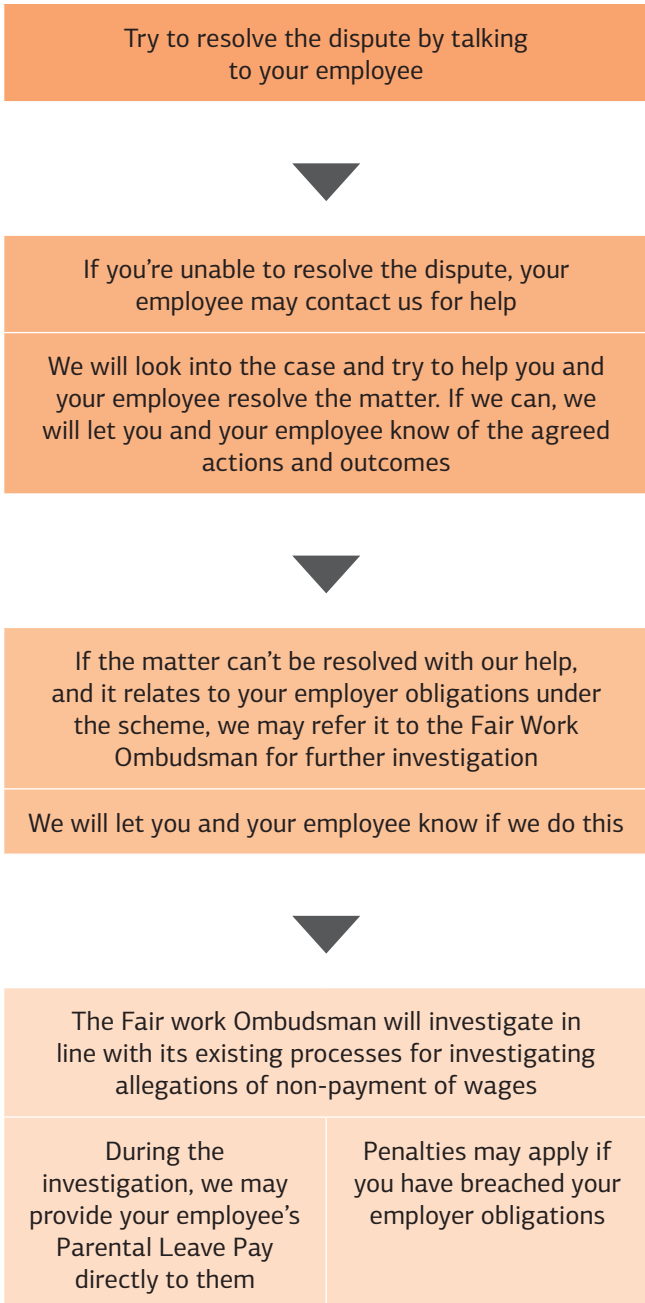 Try to resolve the dispute by talking
to your employee
If you’re unable to resolve the dispute, your
employee may contact us for help
We will look into the case and try to help you and
your employee resolve the matter. If we can, we
will let you and your employee know of the agreed
actions and outcomes
If the matter can’t be resolved with our help,
and it relates to your employer obligations under
the scheme, we may refer it to the Fair Work
Ombudsman for further investigation
We will let you and your employee know if we do this
The Fair work Ombudsman will investigate in
line with its existing processes for investigating
allegations of non-payment of wages
During the
investigation, we may
provide your employee’s
Parental Leave Pay
directly to them
Penalties may apply if
you have breached your
employer obligations